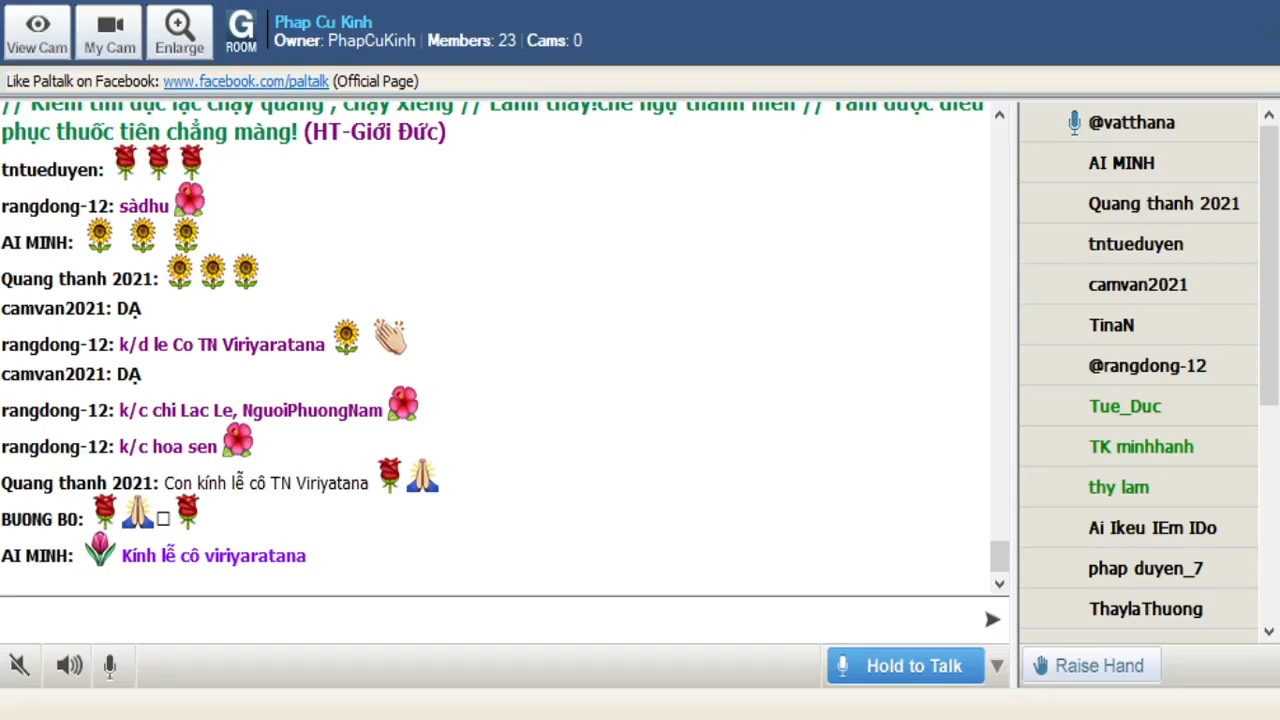 View Cam
My Cam
Enlarge
G
ROOM
Phap Cu Kinh
Owner: PhapCuKinh | Members: 23 | Cams: 0
Like Paltalk on Facebook: www.facebook.com/paltalk (Official Page)
phục thuốc tiên chẳng màng! (HT-Giới Đức)
tntueduyen:
rangdong-12: sàdhu
AI MINH:
Quang thanh 2021:
camvan2021: DẠ
rangdong-12: k/d le Co TN Viriyaratana
camvan2021: DẠ
rangdong-12: k/c chi Lac Le, NguoiPhuongNam
rangdong-12: k/c hoa sen
Quang thanh 2021: Con kính lễ cô TN Viriyatana
BUONG BO:
AI MINH: Kính lễ cô viriyaratana
Hold to Talk
@vatthana
AI MINH
Quang thanh 2021
tntueduyen
camvan2021
TinaN
@rangdong-12
Tue_Duc
TK minhhanh
thy lam
Ai Ikeu IEm IDo
phap duyen_7
ThaylaThuong
Raise Hand